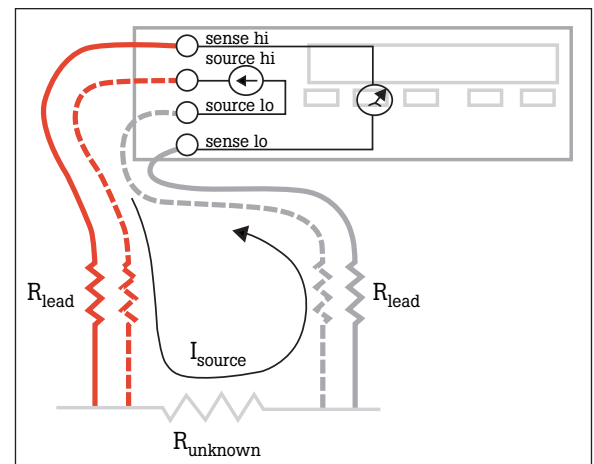 sense hi
source hi
source lo
sense lo
Rlead
Rlead
Isource
Runknown